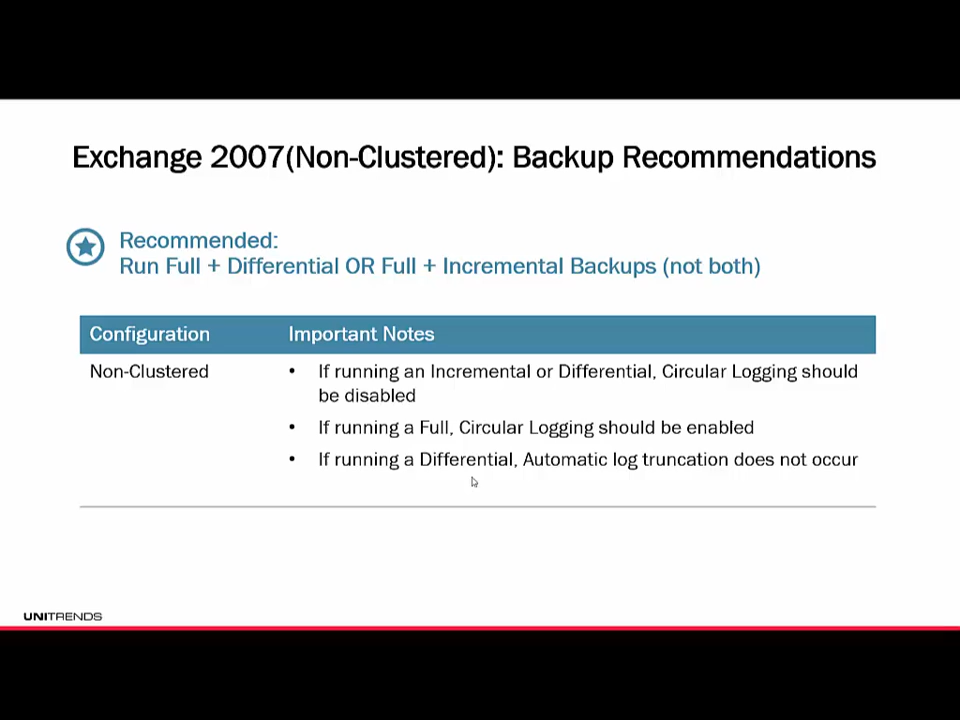 Exchange 2007(Non-Clustered): Backup Recommendations
Recommended:
Run Full + Differential OR Full + Incremental Backups (not both)
Configuration Important Notes
Non-Clustered • If running an Incremental or Differential, Circular Logging should
be disabled
• If running a Full, Circular Logging should be enabled
• If running a Differential, Automatic log truncation does not occur
UNITRENDS